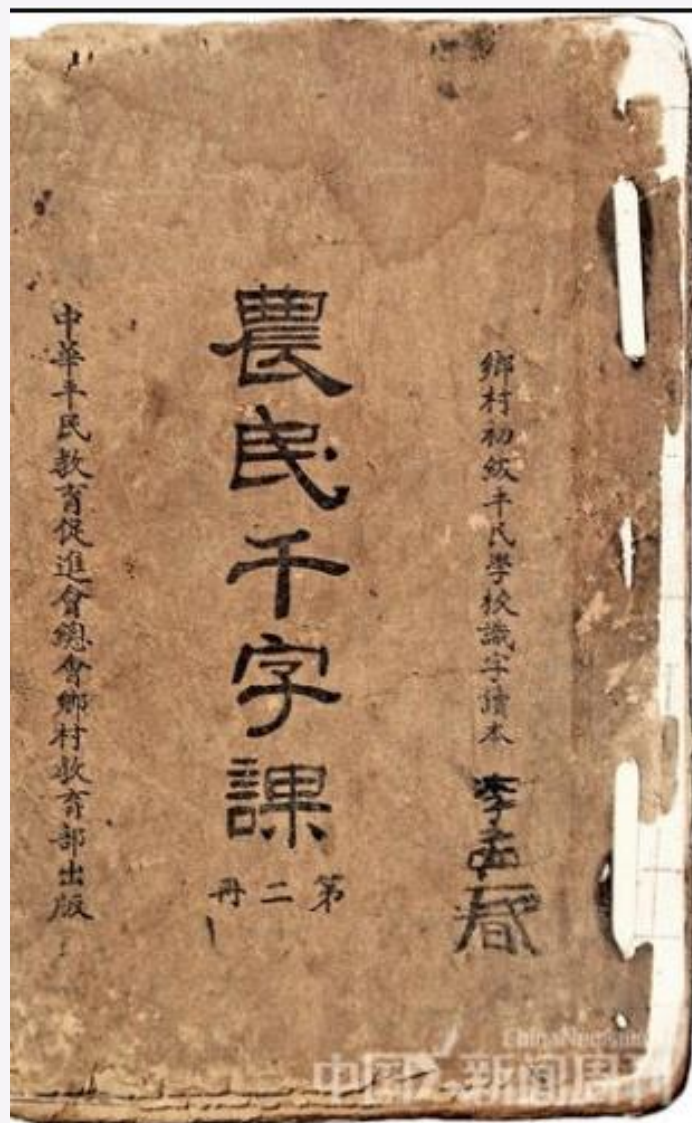 鄉村初級平民學校識字讀本
農民千字課
第二册
中華平民教育促進會總會鄉村教育部出版
ChinaNewsweek
中国新闻周刊